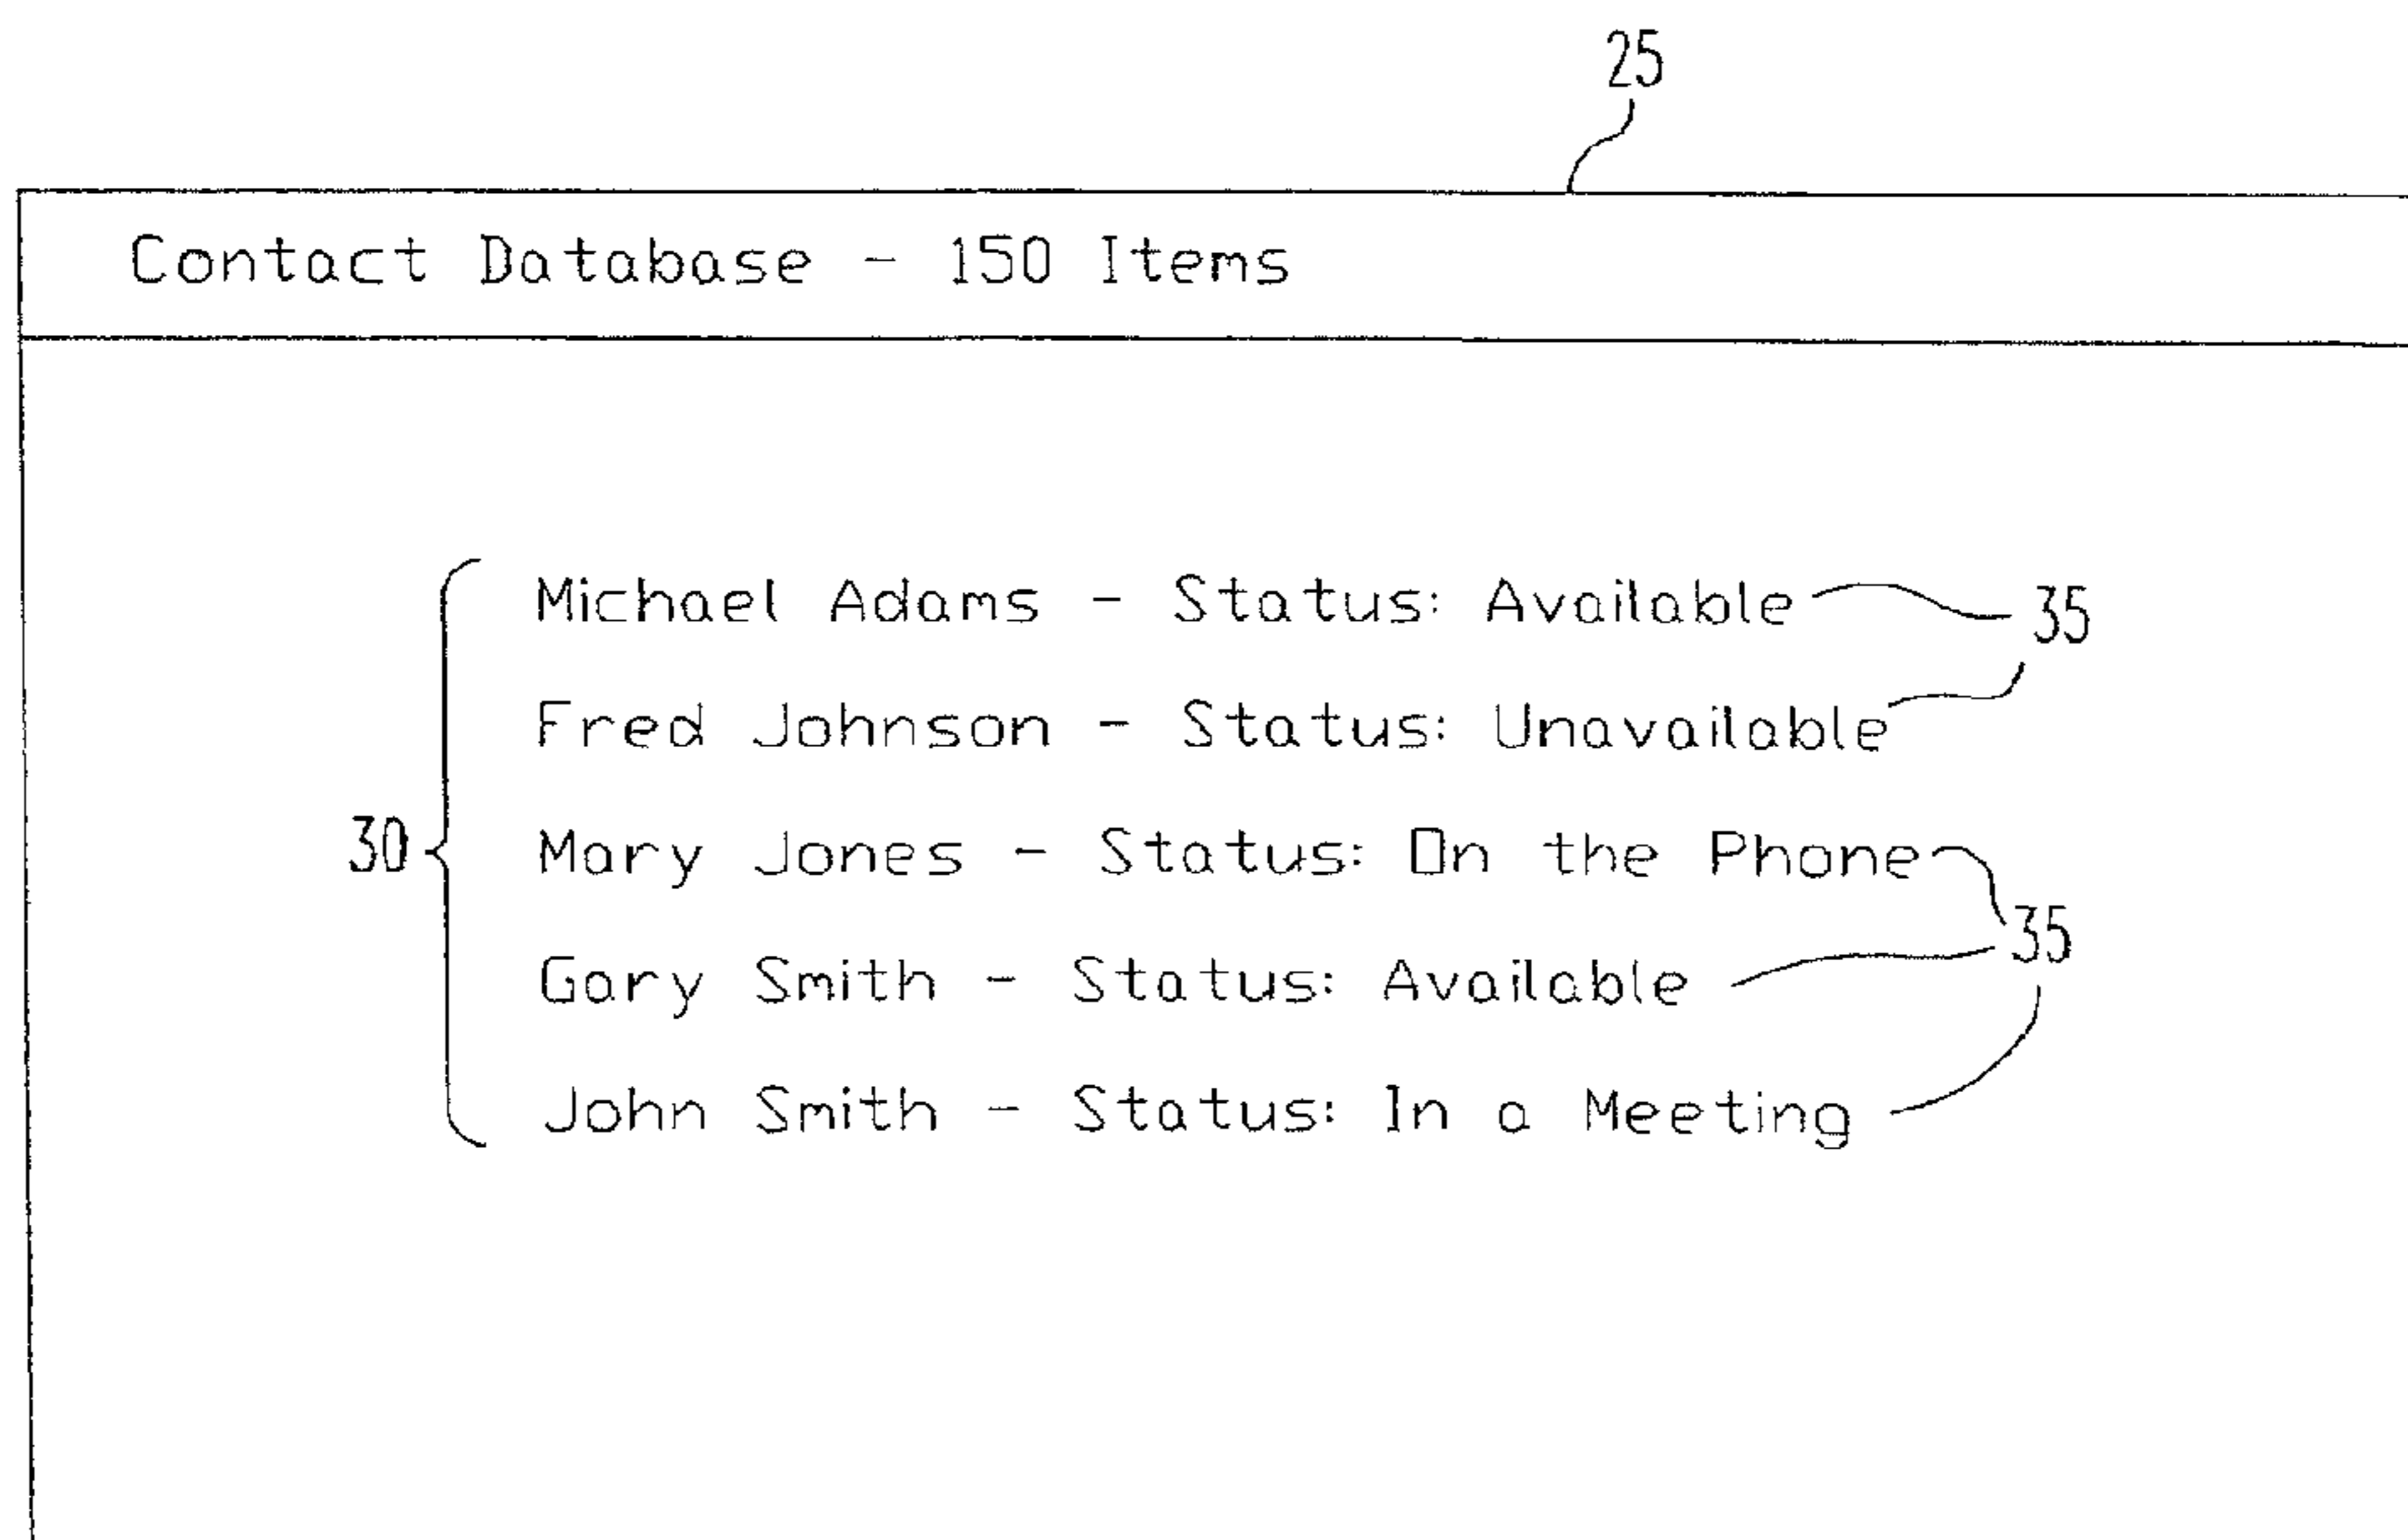 25
Contact Database - 150 Items
Michael Adams - Status: Available
35
Fred Johnson - Status: Unavailable
30
Mary Jones - Status: On the Phone
35
Gary Smith - Status: Available
John Smith - Status: In a Meeting